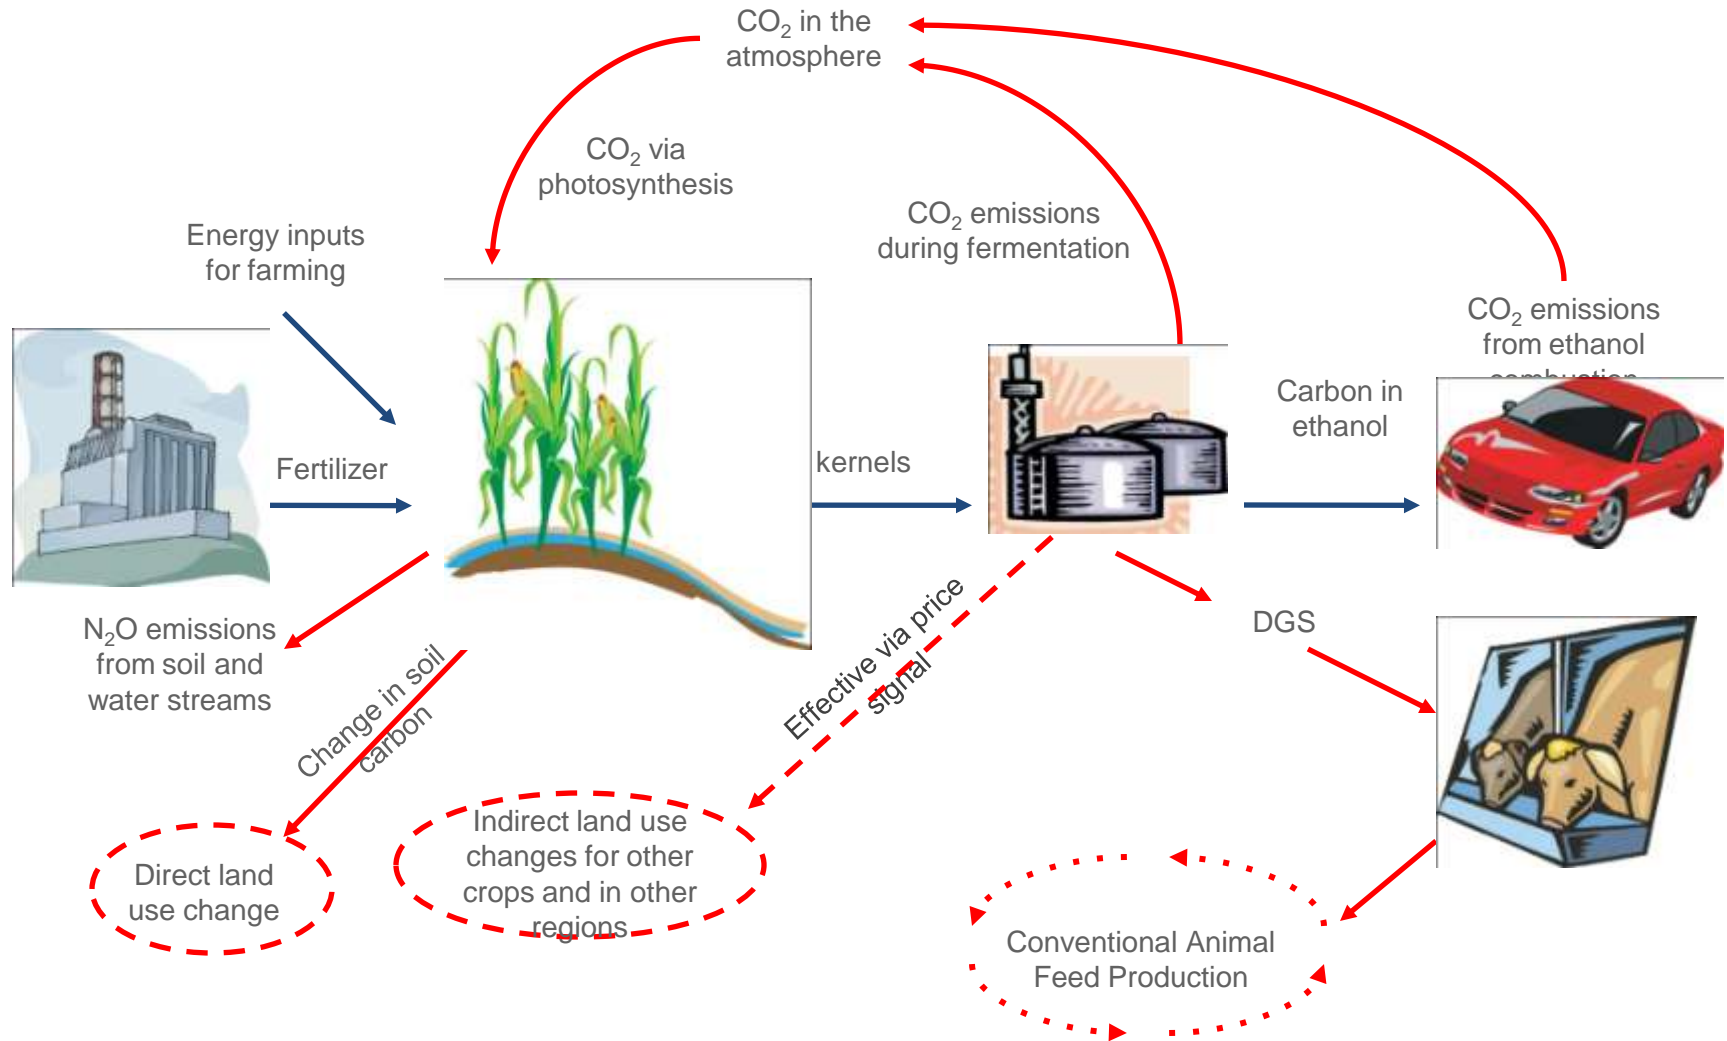 CO₂ in the
atmosphere
CO₂ via
photosynthesis
CO₂ emissions
during fermentation
Energy inputs
for farming
CO₂ emissions
from ethanol
combustion
Carbon in
ethanol
Fertilizer
kernels
N₂O emissions
from soil and
water streams
Change in soil
carbon
Effective via price
signal
DGS
Direct land
use change
Indirect land use
changes for other
crops and in other
regions
Conventional Animal
Feed Production